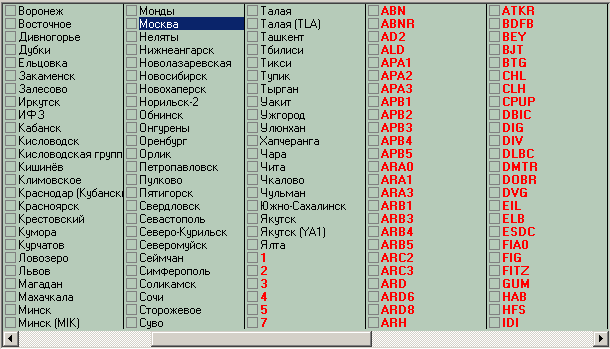 Воронеж
Восточное
Дивногорье
Дубки
Ельцовка
Закаменск
Залесово
Иркутск
ИФЗ
Кабанск
Кисловодск
Кисловодская групп
Кишинёв
Климовское
Краснодар (Кубанск
Красноярск
Крестовский
Кумора
Курчатов
Ловозеро
Львов
Магадан
Махачкала
Минск
Минск (MIK)
Монды
Москва
Неляты
Нижнеангарск
Новолазаревская
Новосибирск
Новохаперск
Норильск-2
Обнинск
Онгурены
Оренбург
Орлик
Петропавловск
Пулково
Пятигорск
Свердловск
Севастополь
Северо-Курильск
Северомуйск
Сеймчан
Симферополь
Соликамск
Сочи
Сторожевое
Суво
Талая
Талая (TLA)
Ташкент
Тбилиси
Тикси
Тупик
Тырган
Уакит
Ужгород
Улюнхан
Хапчеранга
Чара
Чита
Чкалово
Чульман
Южно-Сахалинск
Якутск
Якутск (YA1)
Ялта
1
2
3
4
5
7
ABN
ABNR
AD2
ALD
APA1
APA2
APA3
APB1
APB2
APB3
APB4
APB5
ARA0
ARA1
ARA3
ARB1
ARB3
ARB4
ARB5
ARC2
ARC3
ARD
ARD6
ARD8
ARH
ATKR
BDFB
BEY
BJT
BTG
CHL
CLH
CPUP
DBIC
DIG
DIV
DLBC
DMTR
DOBR
DVG
EIL
ELB
ESDC
FIA0
FIG
FITZ
GUM
HAB
HFS
IDI